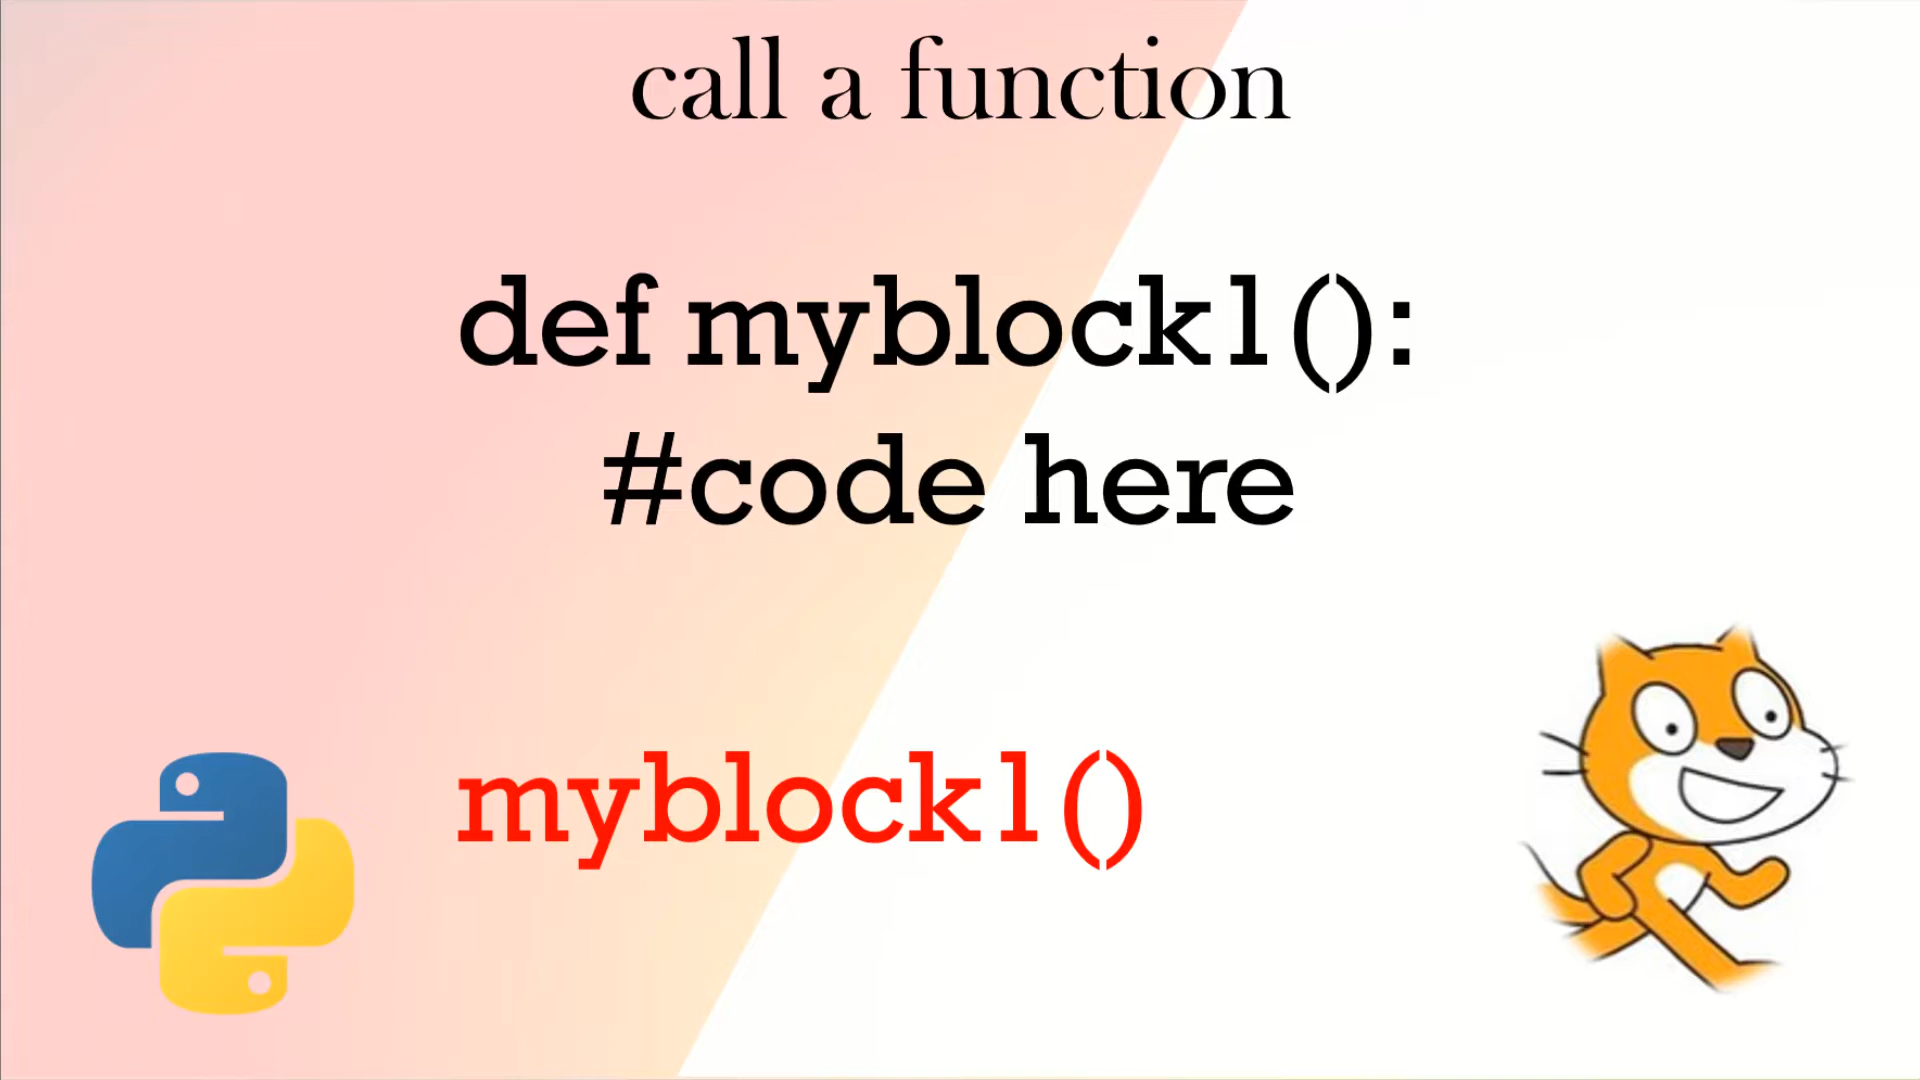 call a function
def myblock1():
#code here
myblock1()